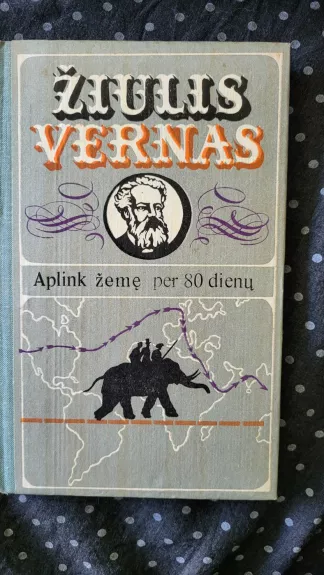 ŽIULIS
VERNAS
Aplink žemę per 80 dienų